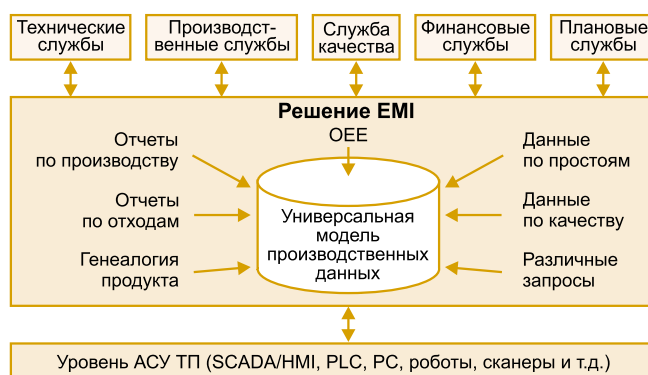 Технические
службы
Производст-
венные службы
Служба
качества
Финансовые
службы
Плановые
службы
Решение EMI
OEE
Отчеты
по производству
Данные
по простоям
Отчеты
по отходам
Данные
по качеству
Генеалогия
продукта
Различные
запросы
Универсальная
модель
производственных
данных
Уровень АСУ ТП (SCADA/HMI, PLC, PC, роботы, сканеры и т.д.)